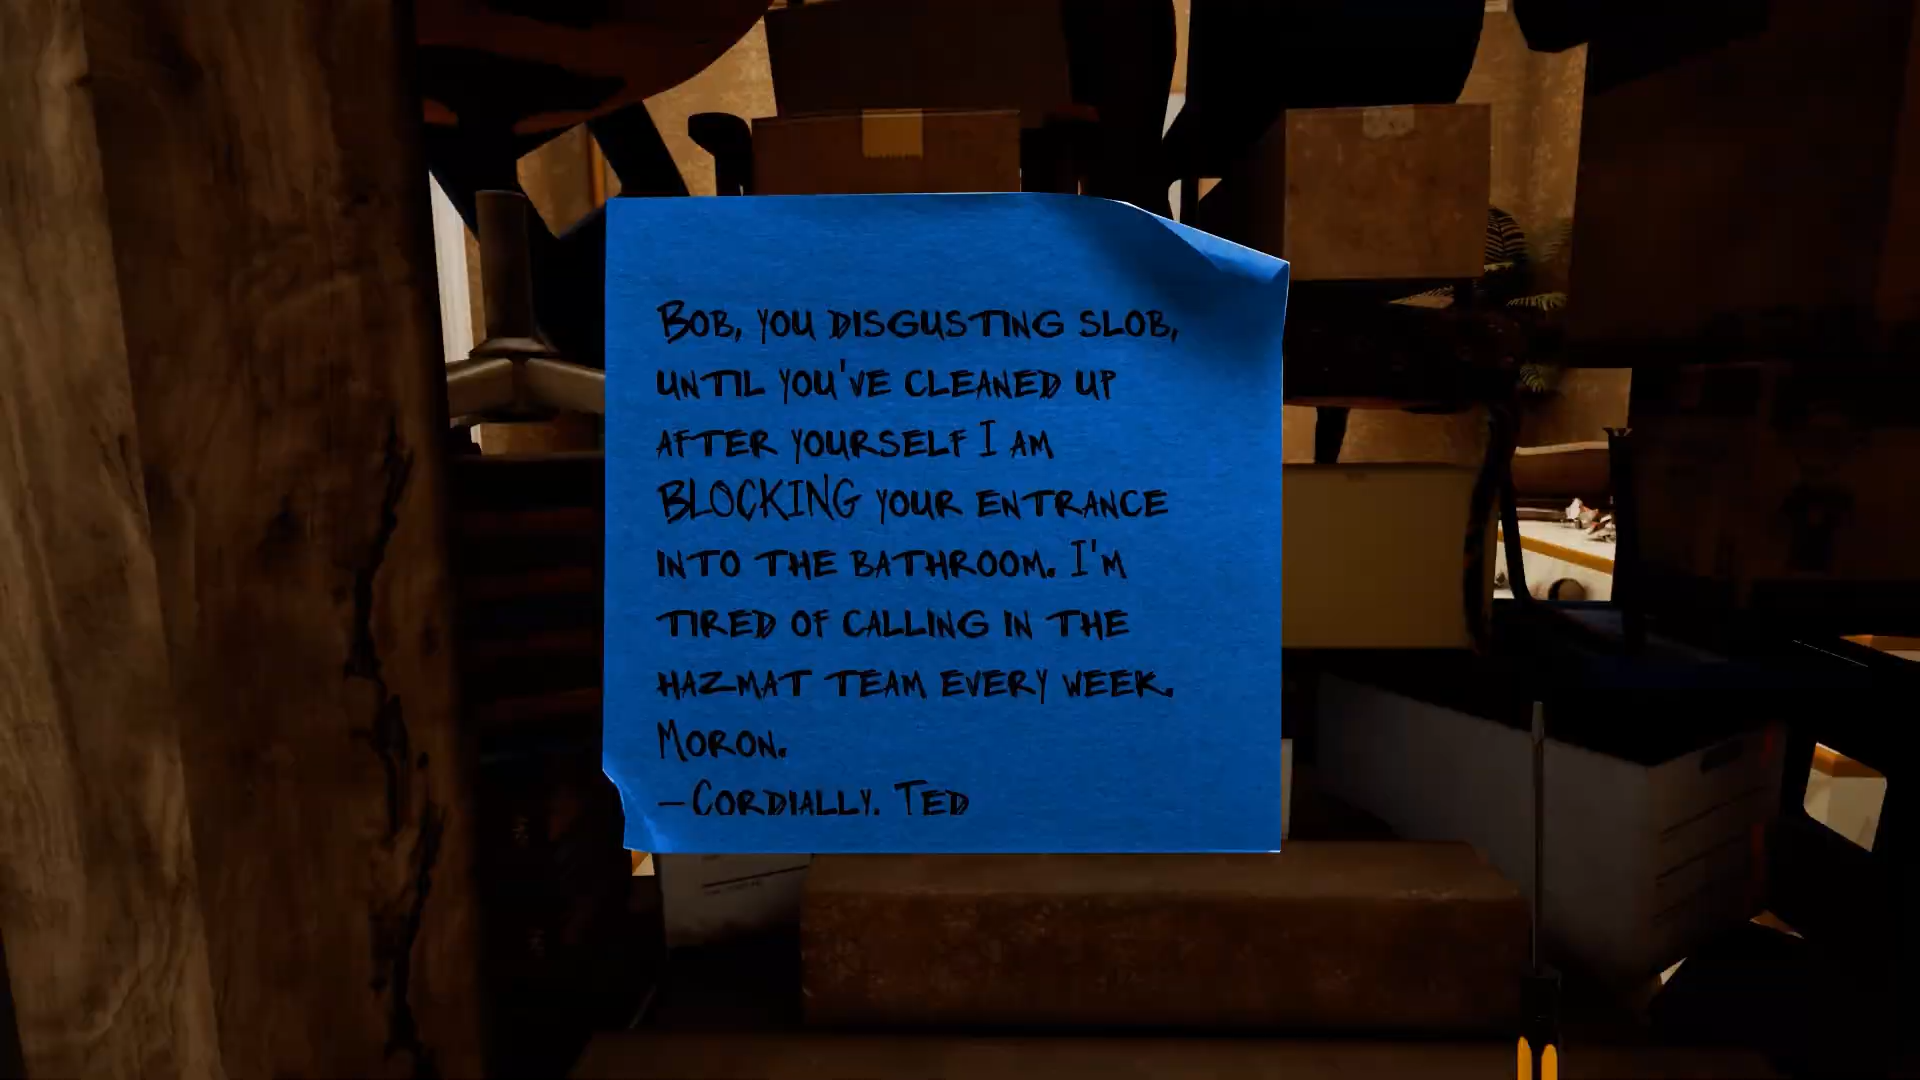 Bob, you disgusting slob,
until you've cleaned up
after yourself I am
BLOCKING your entrance
into the bathroom. I'm
tired of calling in the
hazmat team every week.
Moron.
—Cordially. Ted